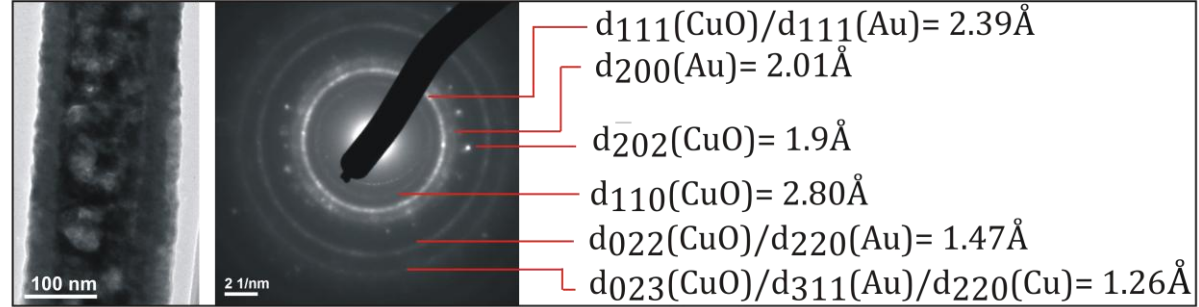 100 nm
2 1/nm
d111(CuO)/d111(Au)= 2.39Å
d200(Au)= 2.01Å
d2̅02(CuO)= 1.9Å
d110(CuO)= 2.80Å
d022(CuO)/d220(Au)= 1.47Å
d023(CuO)/d311(Au)/d220(Cu)= 1.26Å